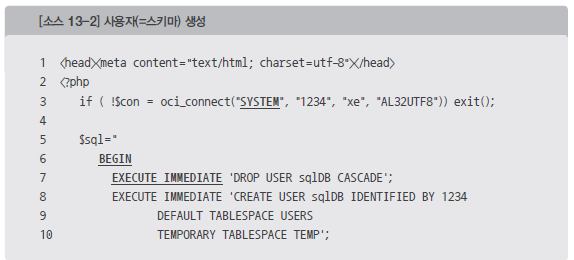 [소스 13-2] 사용자(=스키마) 생성
1 <head><meta content="text/html; charset=utf-8"></head>
2 <?php
3 if ( !$con = oci_connect("SYSTEM", "1234", "xe", "AL32UTF8")) exit();
4
5 $sql="
6 BEGIN
7 EXECUTE IMMEDIATE 'DROP USER sqlDB CASCADE';
8 EXECUTE IMMEDIATE 'CREATE USER sqlDB IDENTIFIED BY 1234
9 DEFAULT TABLESPACE USERS
10 TEMPORARY TABLESPACE TEMP';